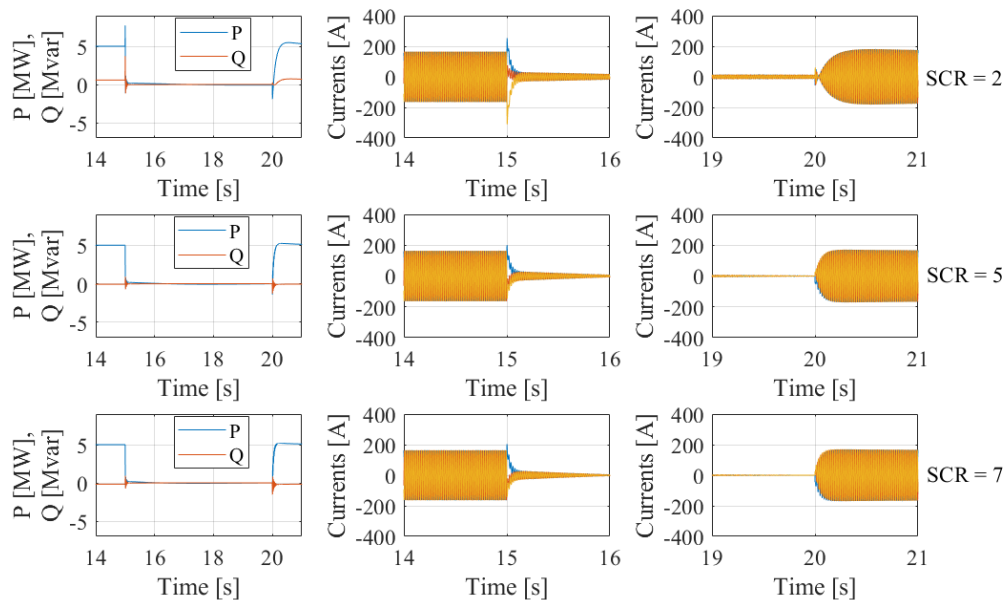 P [MW],
Q [Mvar]
5
0
-5
14 16 18 20
Time [s]
P
Q
Currents [A]
400
200
0
-200
-400
14 15 16
Time [s]
Currents [A]
400
200
0
-200
-400
19 20 21
Time [s]
SCR = 2
P [MW],
Q [Mvar]
5
0
-5
14 16 18 20
Time [s]
P
Q
Currents [A]
400
200
0
-200
-400
14 15 16
Time [s]
Currents [A]
400
200
0
-200
-400
19 20 21
Time [s]
SCR = 5
P [MW],
Q [Mvar]
5
0
-5
14 16 18 20
Time [s]
P
Q
Currents [A]
400
200
0
-200
-400
14 15 16
Time [s]
Currents [A]
400
200
0
-200
-400
19 20 21
Time [s]
SCR = 7